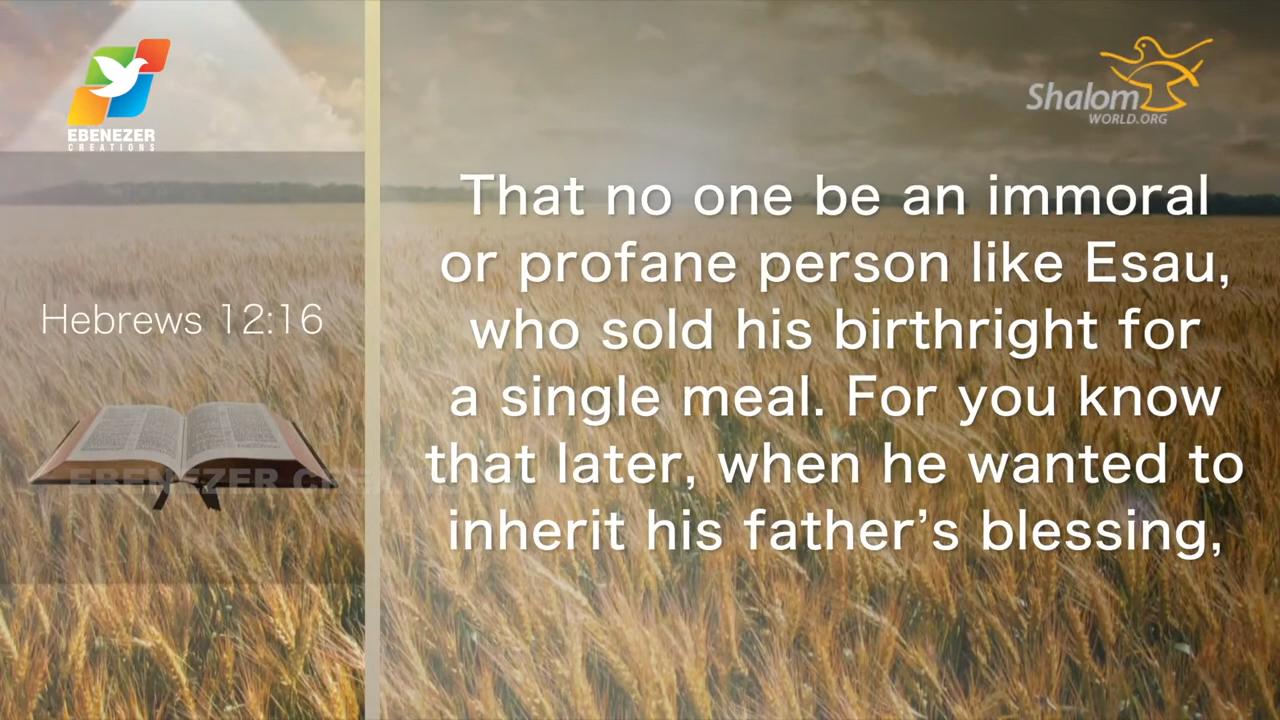 EBENEZER
CREATIONS
Shalom
WORLD.ORG
Hebrews 12:16
That no one be an immoral
or profane person like Esau,
who sold his birthright for
a single meal. For you know
that later, when he wanted to
inherit his father’s blessing,